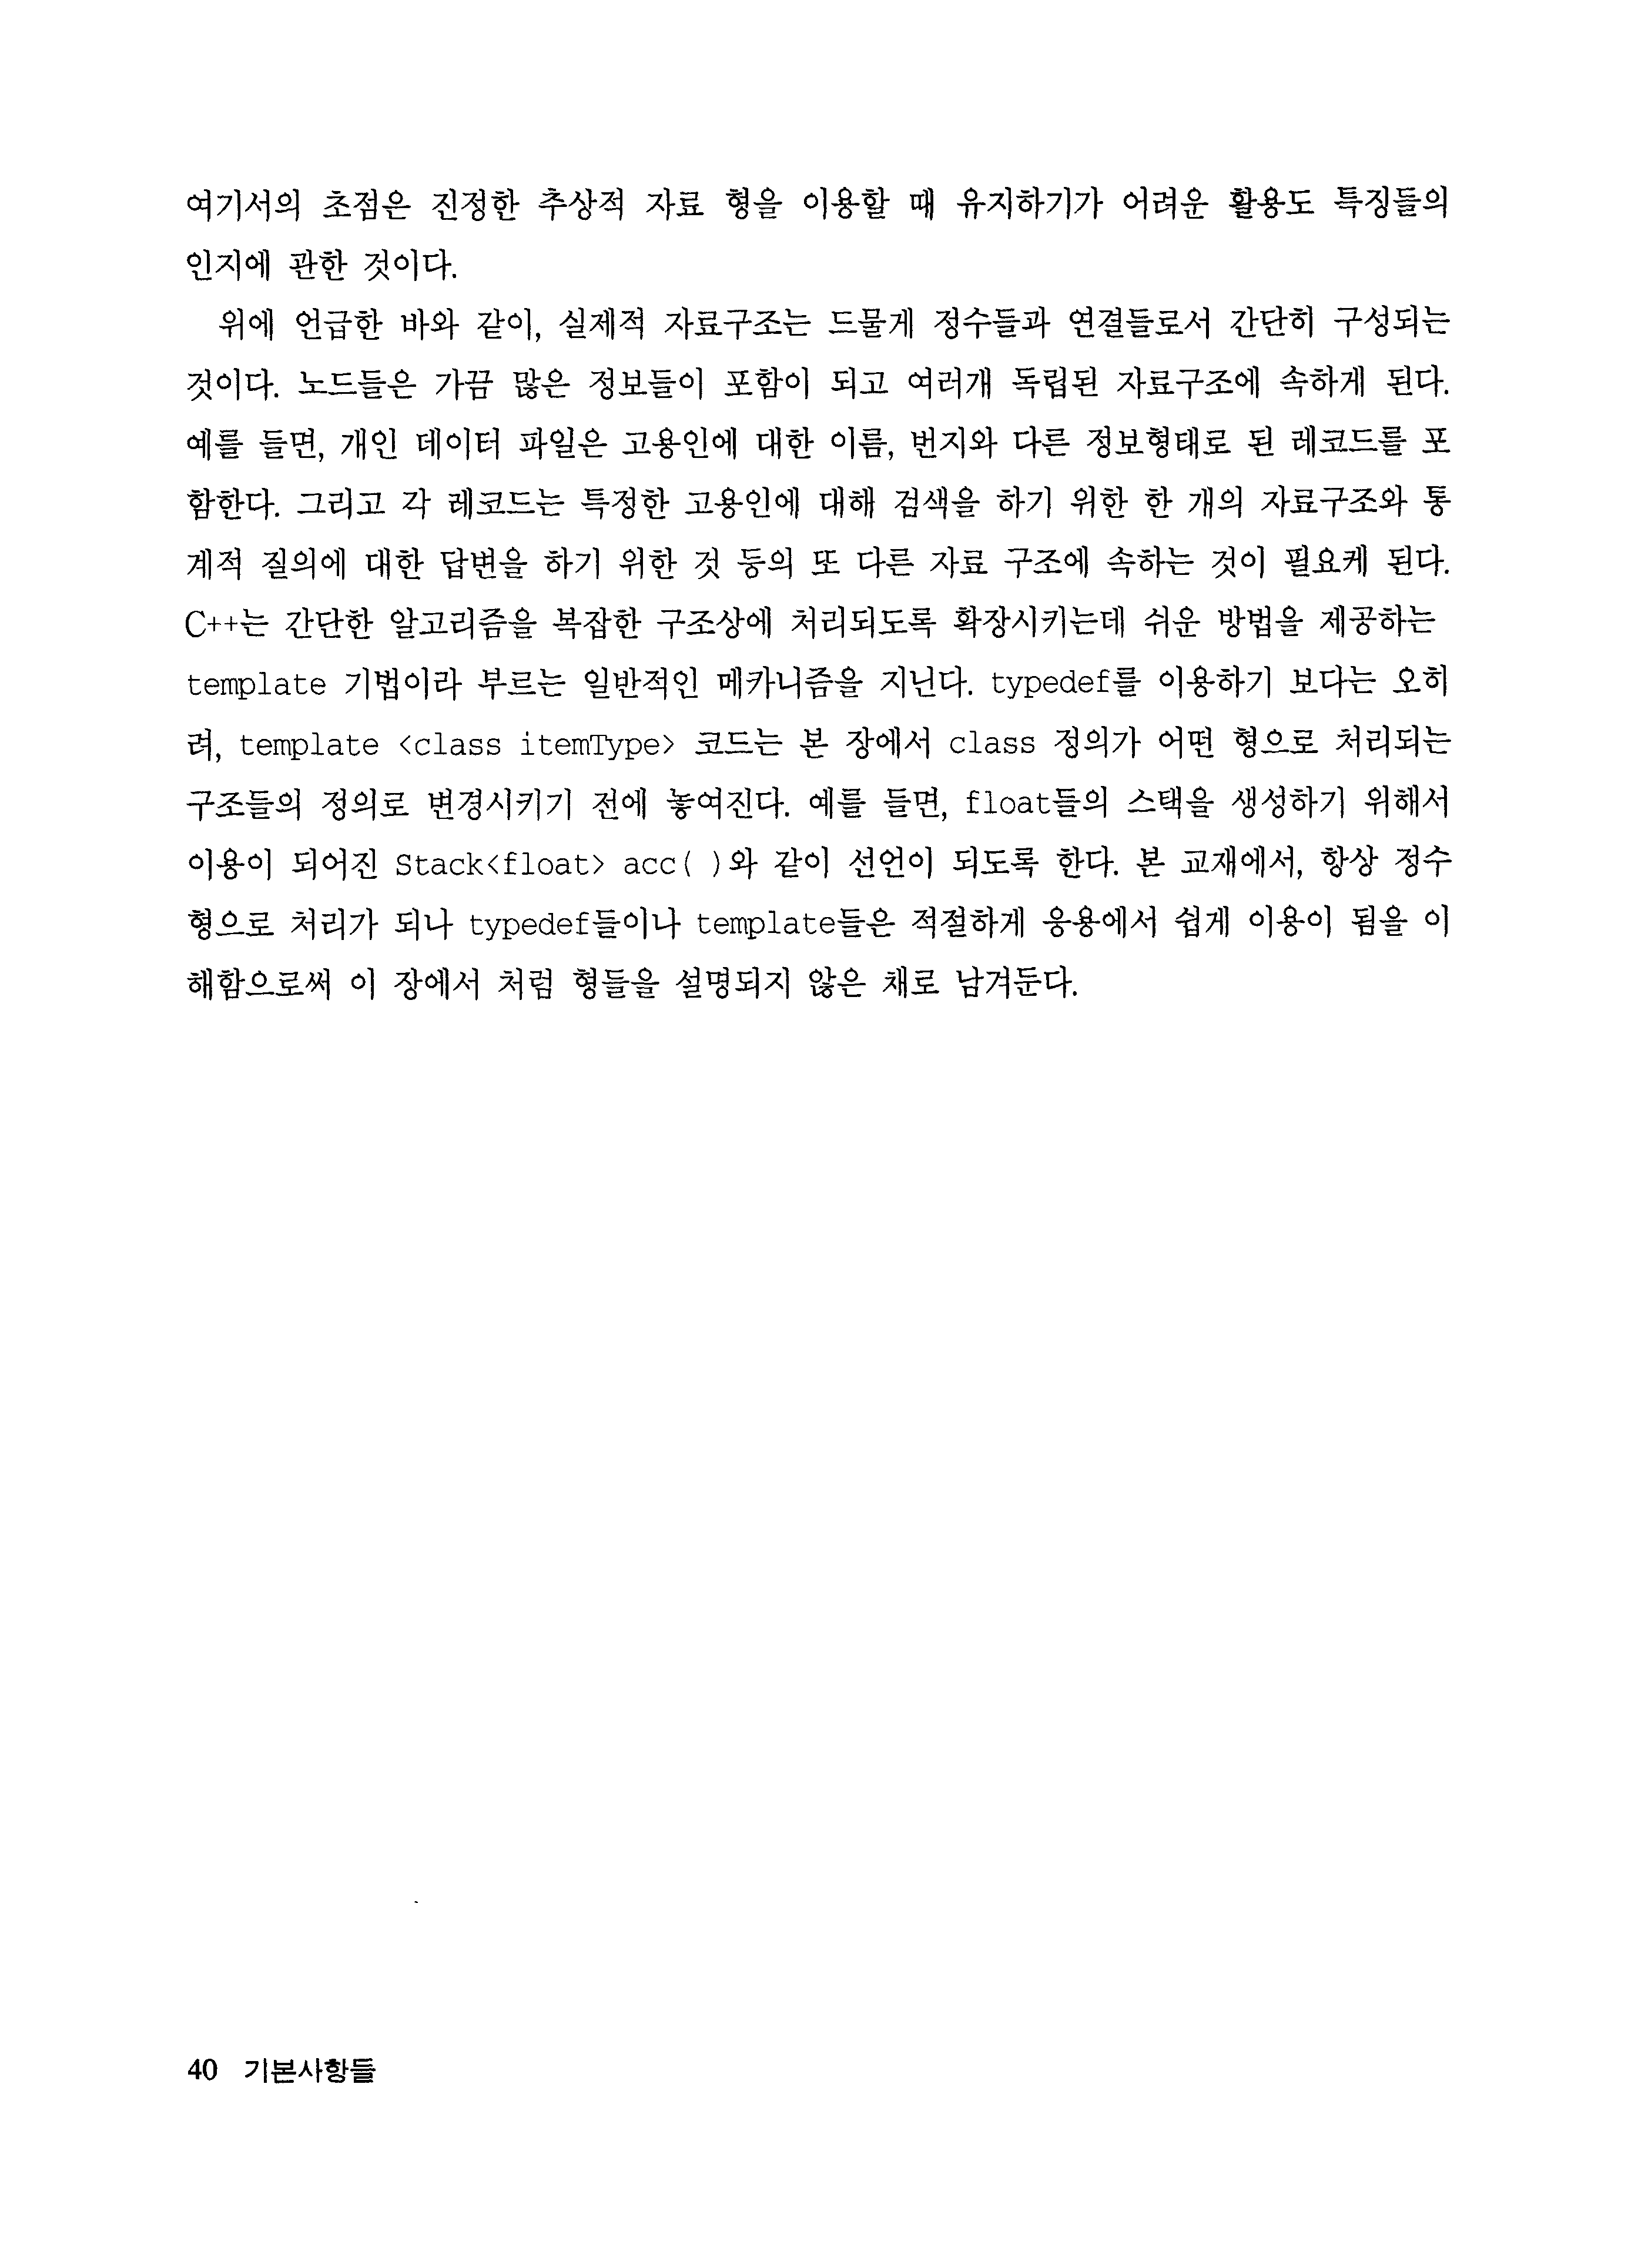 여기서의 초점은 진정한 추상적 자료 형을 이용할 때 유지하기가 어려운 활용도 특징들의
인지에 관한 것이다.
위에 언급한 바와 같이, 실제적 자료구조는 드물게 정수들과 연결들로서 간단히 구성되는
것이다. 노드들은 가끔 많은 정보들이 포함이 되고 여러개 독립된 자료구조에 속하게 된다.
예를 들면, 개인 데이터 파일은 고용인에 대한 이름, 번지와 다른 정보형태로 된 레코드를 포
함한다. 그리고 각 레코드는 특정한 고용인에 대해 검색을 하기 위한 한 개의 자료구조와 통
계적 질의에 대한 답변을 하기 위한 것 등의 또 다른 자료 구조에 속하는 것이 필요케 된다.
C++는 간단한 알고리즘을 복잡한 구조상에 처리되도록 확장시키는데 쉬운 방법을 제공하는
template 기법이라 부르는 일반적인 메카니즘을 지닌다. typedef를 이용하기 보다는 오히
려, template <class itemType> 코드는 본 장에서 class 정의가 어떤 형으로 처리되는
구조들의 정의로 변경시키기 전에 놓여진다. 예를 들면, float들의 스택을 생성하기 위해서
이용이 되어진 Stack<float> acc( )와 같이 선언이 되도록 한다. 본 교재에서, 항상 정수
형으로 처리가 되나 typedef들이나 template들은 적절하게 응용에서 쉽게 이용이 됨을 이
해함으로써 이 장에서 처럼 형들을 설명되지 않은 채로 남겨둔다.
40 기본사항들